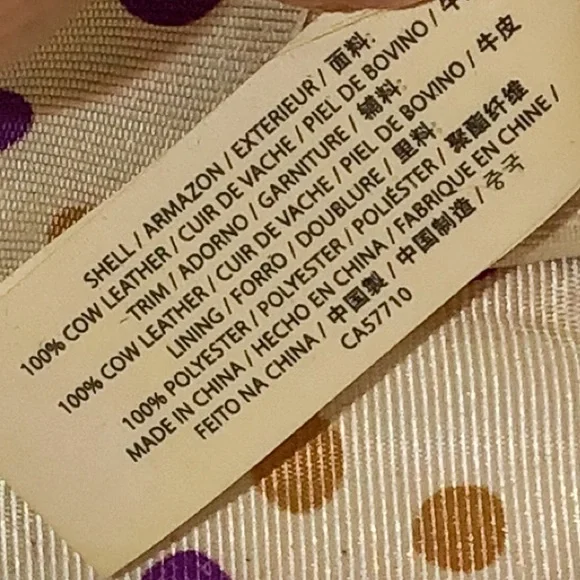 SHELL / ARMAZON / EXTERIEUR / 面料:
100% COW LEATHER / CUIR DE VACHE / PIEL DE BOVINO /
TRIM / ADORNO / GARNITURE / 辅料:
100% COW LEATHER / CUIR DE VACHE / PIEL DE BOVINO / 牛皮
LINING / FORRO / DOUBLURE / 里料:
100% POLYESTER / POLYESTER / POLIÉSTER / 聚酯纤维
MADE IN CHINA / HECHO EN CHINA / FABRIQUE EN CHINE /
FEITO NA CHINA / 中国製 / 中国制造 / 중국
CA57710